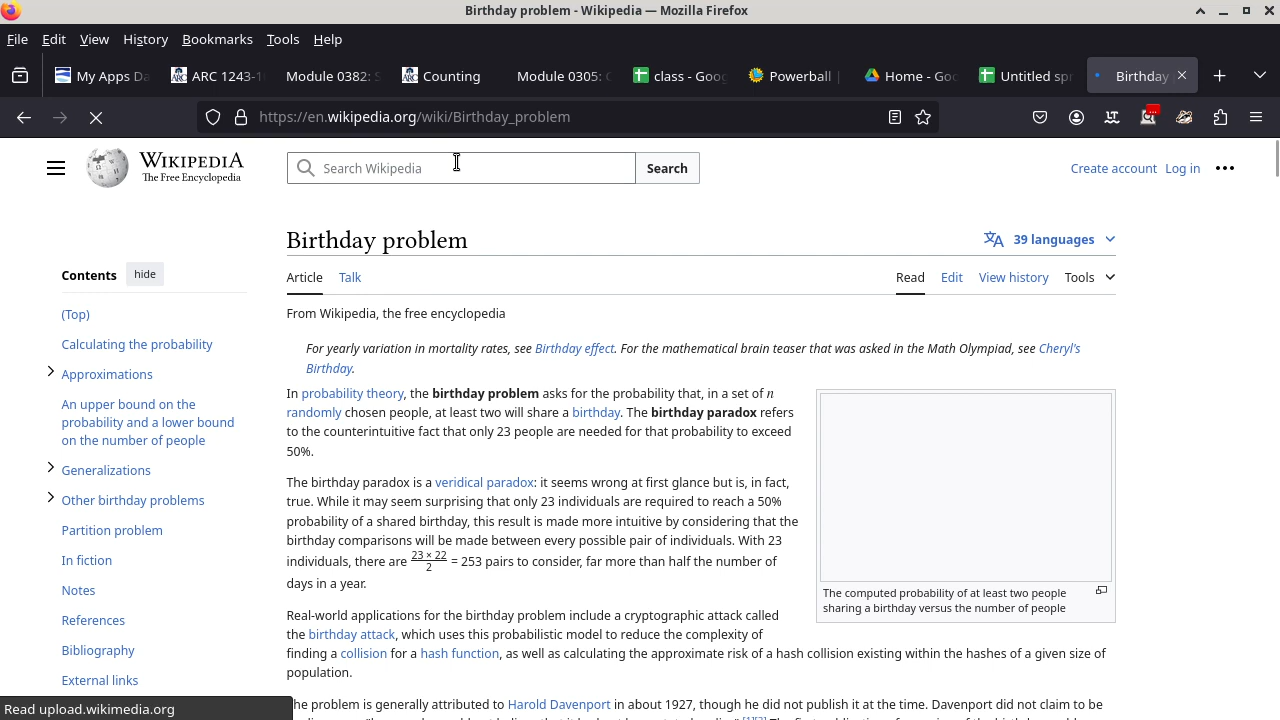 Birthday problem - Wikipedia — Mozilla Firefox
File Edit View History Bookmarks Tools Help
My Apps Da ARC 1243-1 Module 0382: S Counting Module 0305: C class - Goo Powerball | Home - Goo Untitled spr Birthday
https://en.wikipedia.org/wiki/Birthday_problem
WIKIPEDIA
The Free Encyclopedia
Search Wikipedia Search
Create account Log in
Birthday problem
39 languages
Contents hide
Article Talk Read Edit View history Tools
(Top)
Calculating the probability
Approximations
An upper bound on the
probability and a lower bound
on the number of people
Generalizations
Other birthday problems
Partition problem
In fiction
Notes
References
Bibliography
External links
From Wikipedia, the free encyclopedia
For yearly variation in mortality rates, see Birthday effect. For the mathematical brain teaser that was asked in the Math Olympiad, see Cheryl's
Birthday.
In probability theory, the birthday problem asks for the probability that, in a set of n
randomly chosen people, at least two will share a birthday. The birthday paradox refers
to the counterintuitive fact that only 23 people are needed for that probability to exceed
50%.
The birthday paradox is a veridical paradox: it seems wrong at first glance but is, in fact,
true. While it may seem surprising that only 23 individuals are required to reach a 50%
probability of a shared birthday, this result is made more intuitive by considering that the
birthday comparisons will be made between every possible pair of individuals. With 23
individuals, there are 23 × 22 / 2 = 253 pairs to consider, far more than half the number of
days in a year.
The computed probability of at least two people
sharing a birthday versus the number of people
Real-world applications for the birthday problem include a cryptographic attack called
the birthday attack, which uses this probabilistic model to reduce the complexity of
finding a collision for a hash function, as well as calculating the approximate risk of a hash collision existing within the hashes of a given size of
population.
he problem is generally attributed to Harold Davenport in about 1927, though he did not publish it at the time. Davenport did not claim to be
Read upload.wikimedia.org